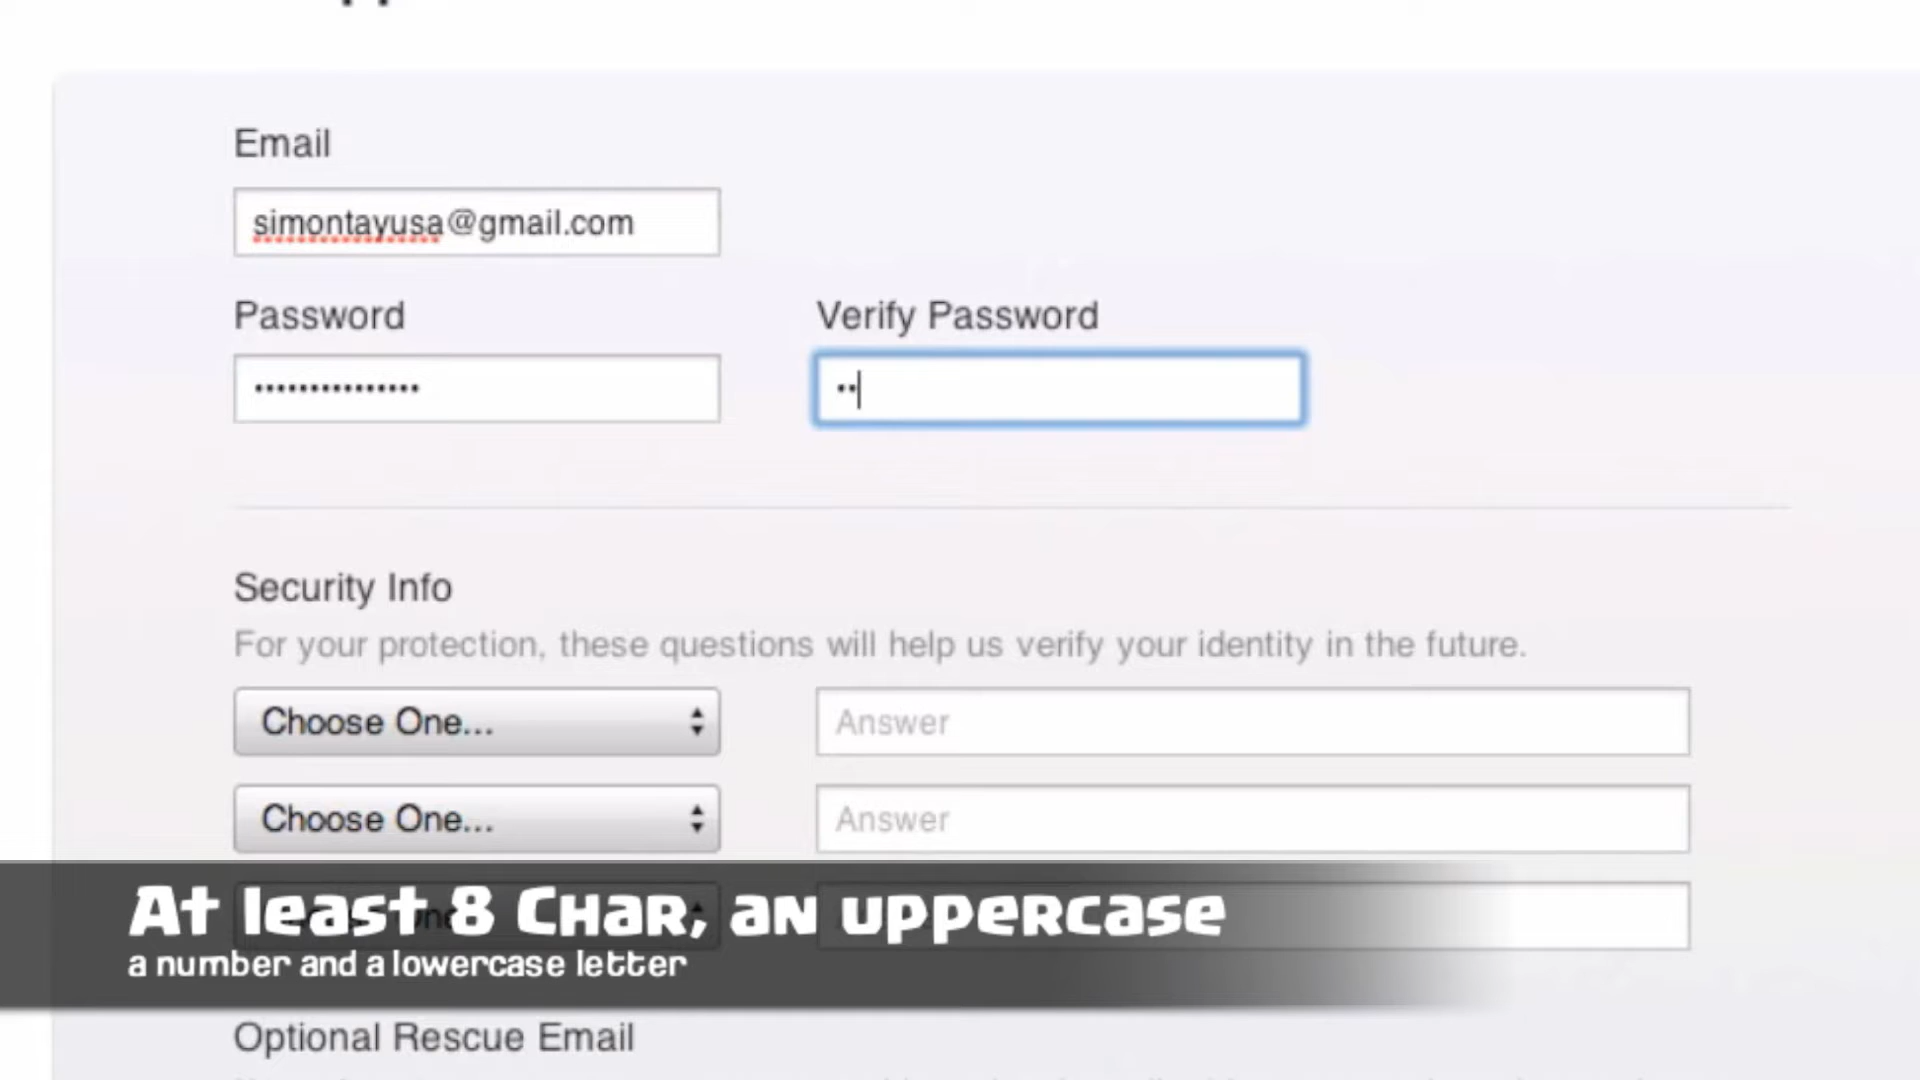 Email
simontayusa@gmail.com
Password
Verify Password
•••••••••••••••
••
Security Info
For your protection, these questions will help us verify your identity in the future.
Choose One...
Answer
Choose One...
Answer
At least 8 Char, an uppercase
a number and a lowercase letter
Optional Rescue Email